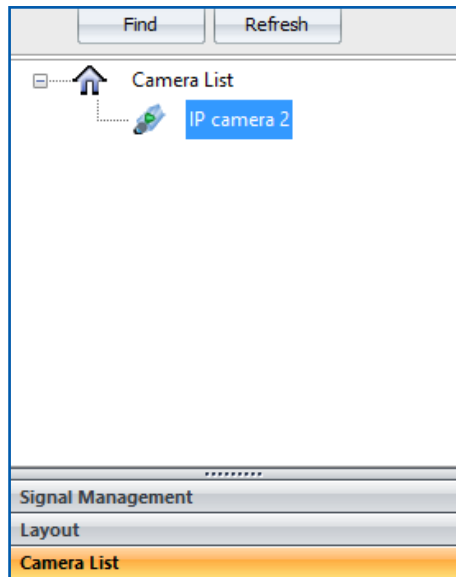 Find Refresh
Camera List
IP camera 2
Signal Management
Layout
Camera List